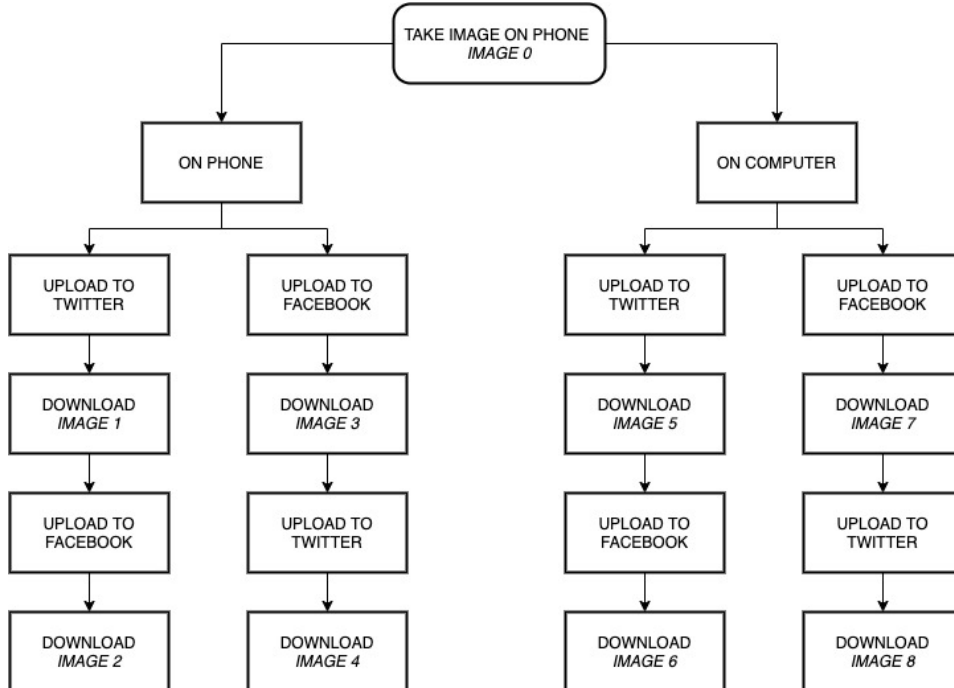 TAKE IMAGE ON PHONE
IMAGE 0
ON PHONE
ON COMPUTER
UPLOAD TO
TWITTER
UPLOAD TO
FACEBOOK
UPLOAD TO
TWITTER
UPLOAD TO
FACEBOOK
DOWNLOAD
IMAGE 1
DOWNLOAD
IMAGE 3
DOWNLOAD
IMAGE 5
DOWNLOAD
IMAGE 7
UPLOAD TO
FACEBOOK
UPLOAD TO
TWITTER
UPLOAD TO
FACEBOOK
UPLOAD TO
TWITTER
DOWNLOAD
IMAGE 2
DOWNLOAD
IMAGE 4
DOWNLOAD
IMAGE 6
DOWNLOAD
IMAGE 8